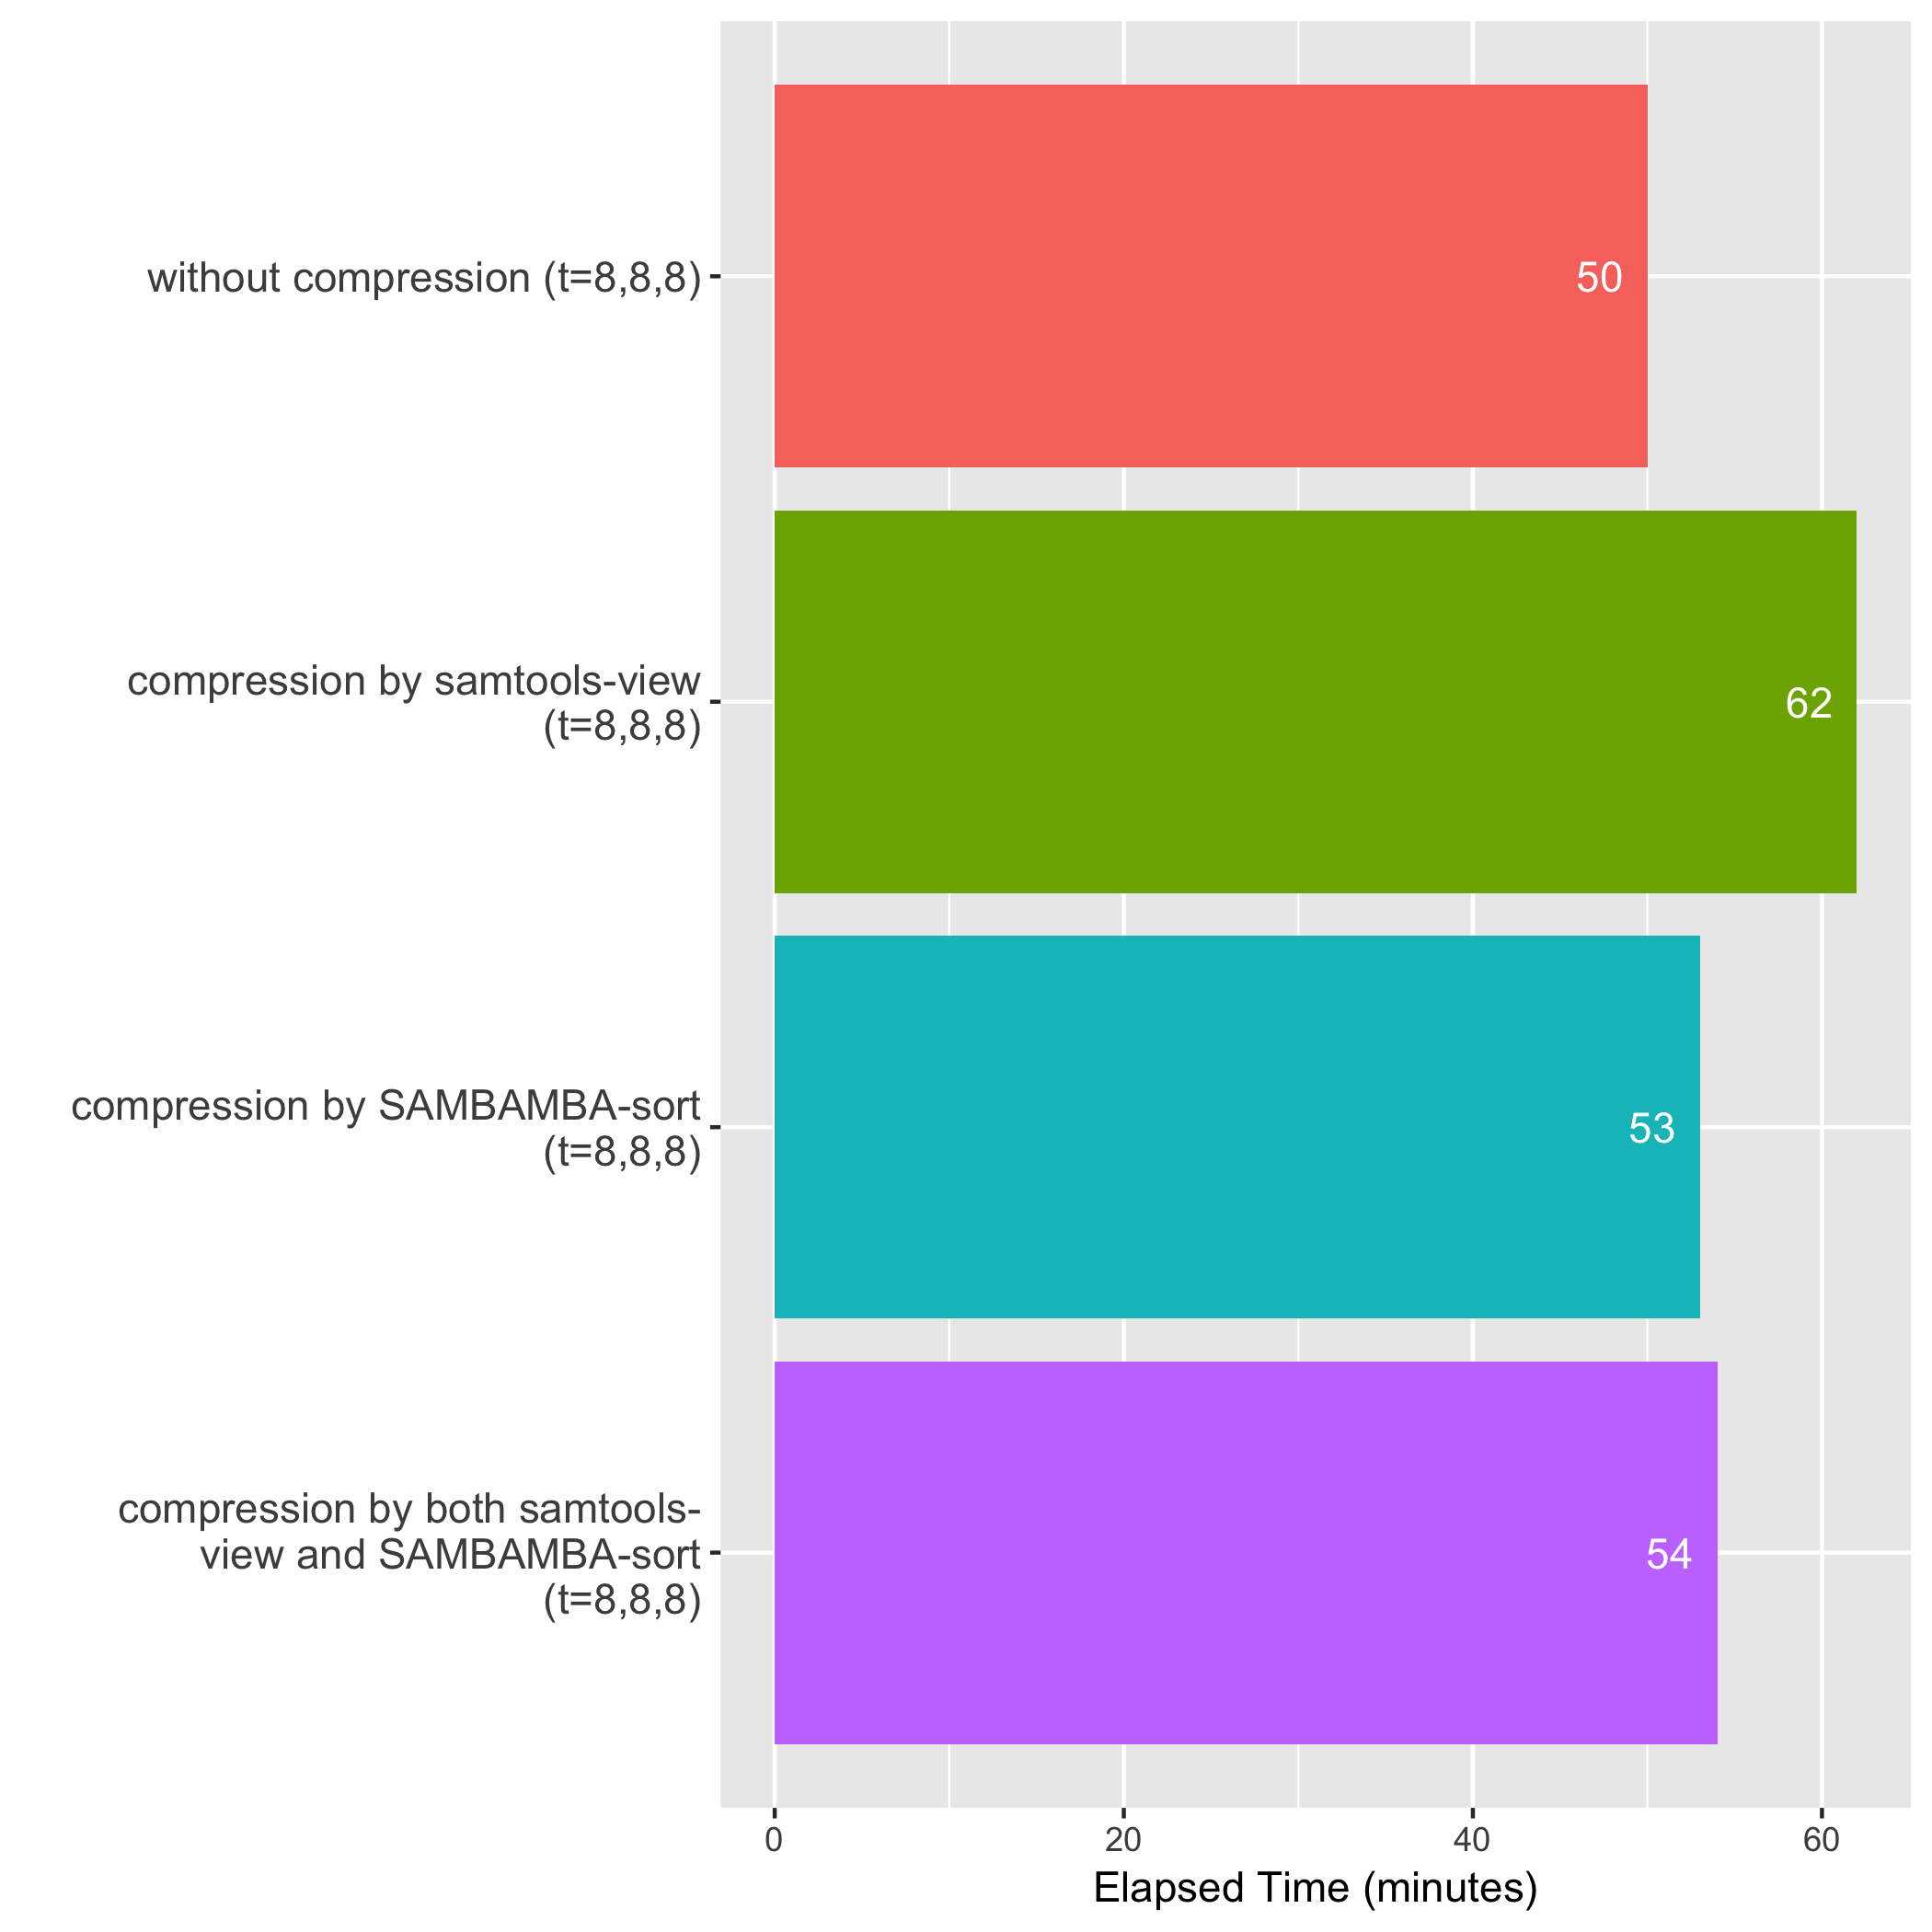 without compression (t=8,8,8)
50
compression by samtools-view
(t=8,8,8)
62
compression by SAMBAMBA-sort
(t=8,8,8)
53
compression by both samtools-
view and SAMBAMBA-sort
(t=8,8,8)
54
0 20 40 60
Elapsed Time (minutes)